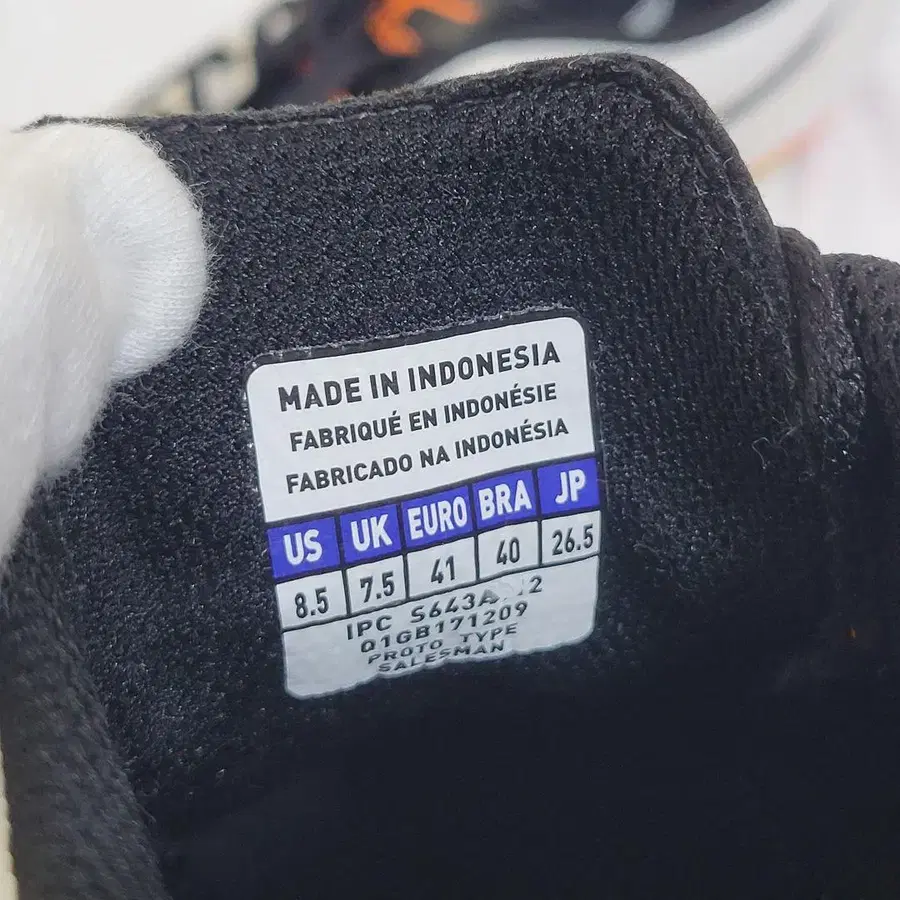 MADE IN INDONESIA
FABRIQUÉ EN INDONÉSIE
FABRICADO NA INDONÉSIA
US UK EURO BRA JP
8.5 7.5 41 40 26.5
IPC
Q1GB171209
PROTO TYPE
SALESMAN